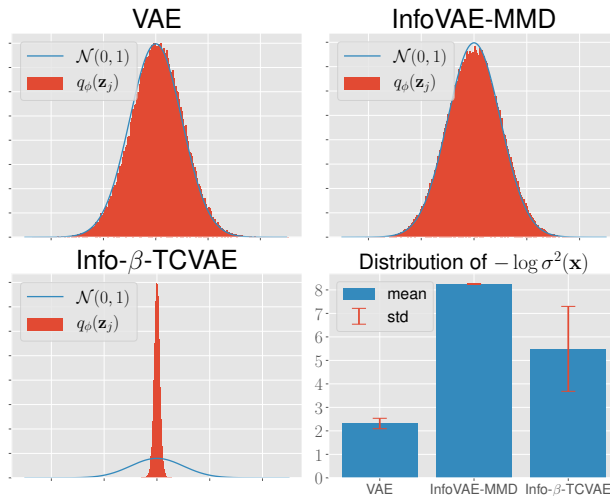 VAE
𝒩(0, 1)
qϕ(𝐳ⱼ)
InfoVAE-MMD
𝒩(0, 1)
qϕ(𝐳ⱼ)
Info-β-TCVAE
𝒩(0, 1)
qϕ(𝐳ⱼ)
Distribution of − log σ²(𝐱)
mean
std
8
7
6
5
4
3
2
1
0
VAE
InfoVAE-MMD
Info-β-TCVAE